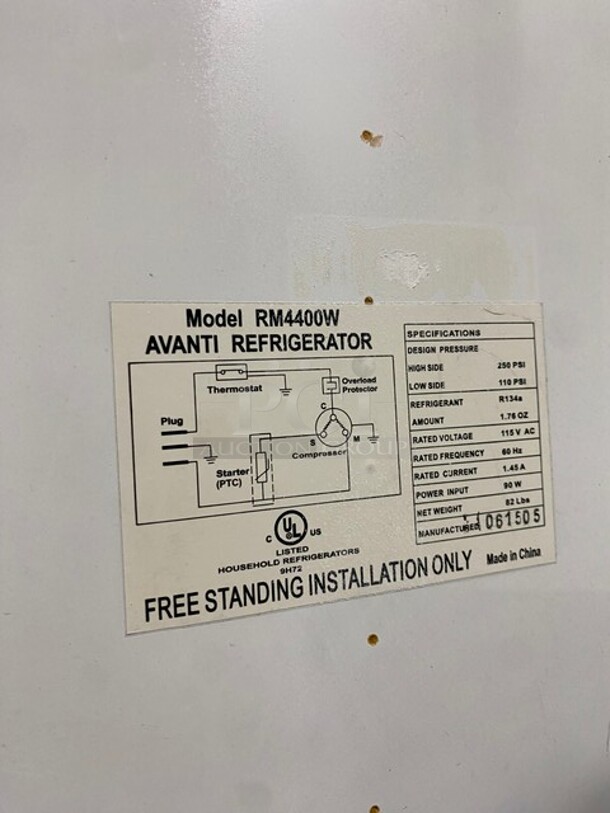 Model RM4400W
AVANTI REFRIGERATOR
Thermostat
Overload
Protector
Plug
C
S
M
Compressor
Starter
(PTC)
C UL US
LISTED
HOUSEHOLD REFRIGERATORS
9H72
SPECIFICATIONS
DESIGN PRESSURE
HIGH SIDE 250 PSI
LOW SIDE 110 PSI
REFRIGERANT R134a
AMOUNT 1.76 OZ
RATED VOLTAGE 115 V AC
RATED FREQUENCY 60 Hz
RATED CURRENT 1.45 A
POWER INPUT 90 W
NET WEIGHT 82 Lbs
MANUFACTURED 061505
FREE STANDING INSTALLATION ONLY Made in China
PCI
AUCTION GROUP